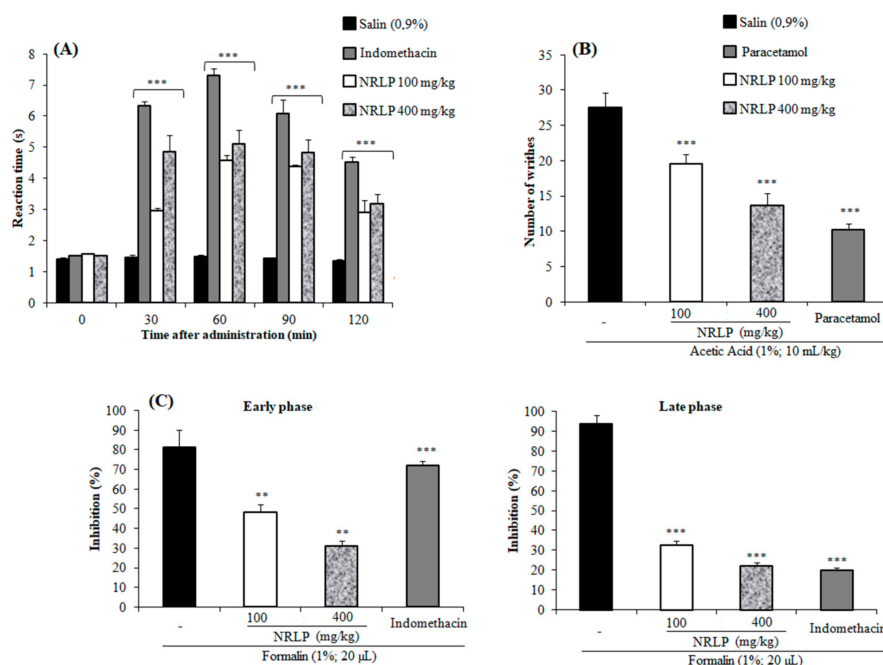 (A)
Salin (0.9%)
Indomethacin
NRLP 100 mg/kg
NRLP 400 mg/kg
Reaction time (s)
8
7
6
5
4
3
2
1
0
***
***
***
***
0 30 60 90 120
Time after administration (min)
(B)
Salin (0.9%)
Paracetamol
NRLP 100 mg/kg
NRLP 400 mg/kg
Number of writhes
30
25
20
15
10
5
0
***
***
***
- 100 400 Paracetamol
NRLP (mg/kg)
Acetic Acid (1%; 10 mL/kg)
(C)
Early phase
Inhibition (%)
100
90
80
70
60
50
40
30
20
10
0
**
**
***
- 100 400 Indomethacin
NRLP (mg/kg)
Formalin (1%; 20 µL)
Late phase
Inhibition (%)
100
90
80
70
60
50
40
30
20
10
0
***
***
***
- 100 400 Indomethacin
NRLP (mg/kg)
Formalin (1%; 20 µL)